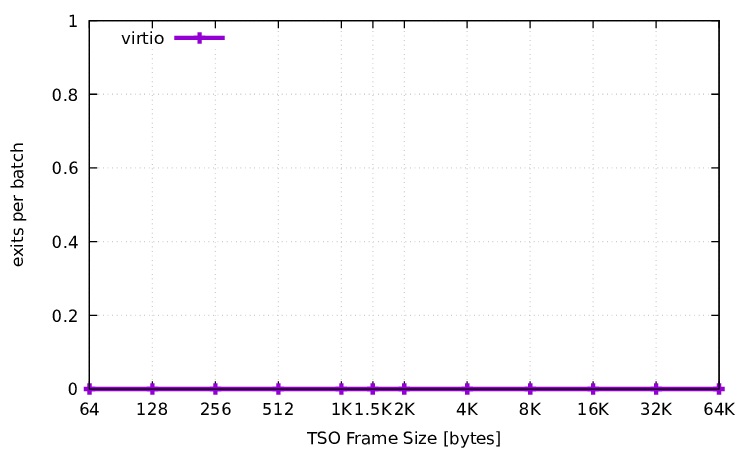 1
virtio
0.8
0.6
exits per batch
0.4
0.2
0
64 128 256 512 1K 1.5K 2K 4K 8K 16K 32K 64K
TSO Frame Size [bytes]